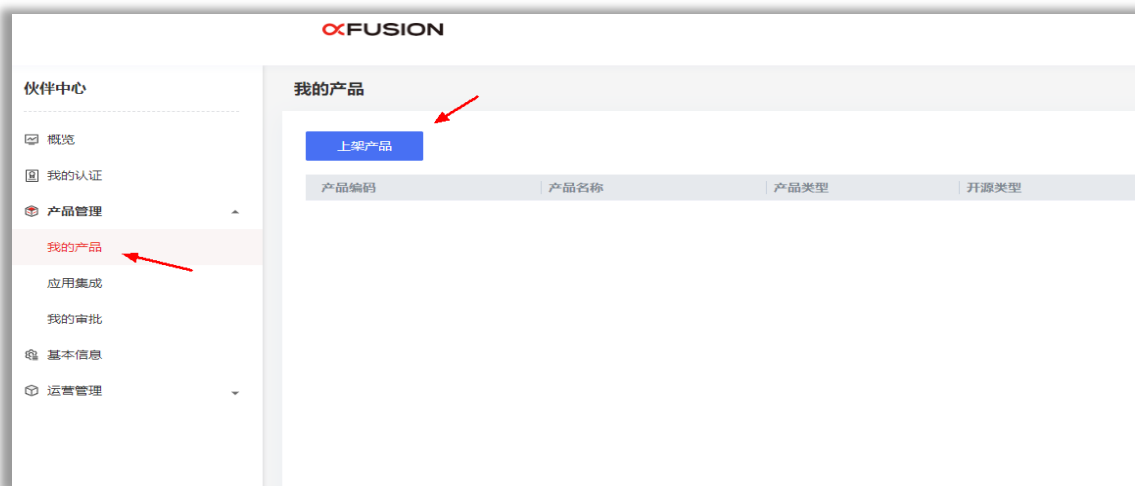 xFUSION
伙伴中心
我的产品
概览
上架产品
我的认证
产品编码 产品名称 产品类型 开源类型
产品管理
我的产品
应用集成
我的审批
基本信息
运营管理